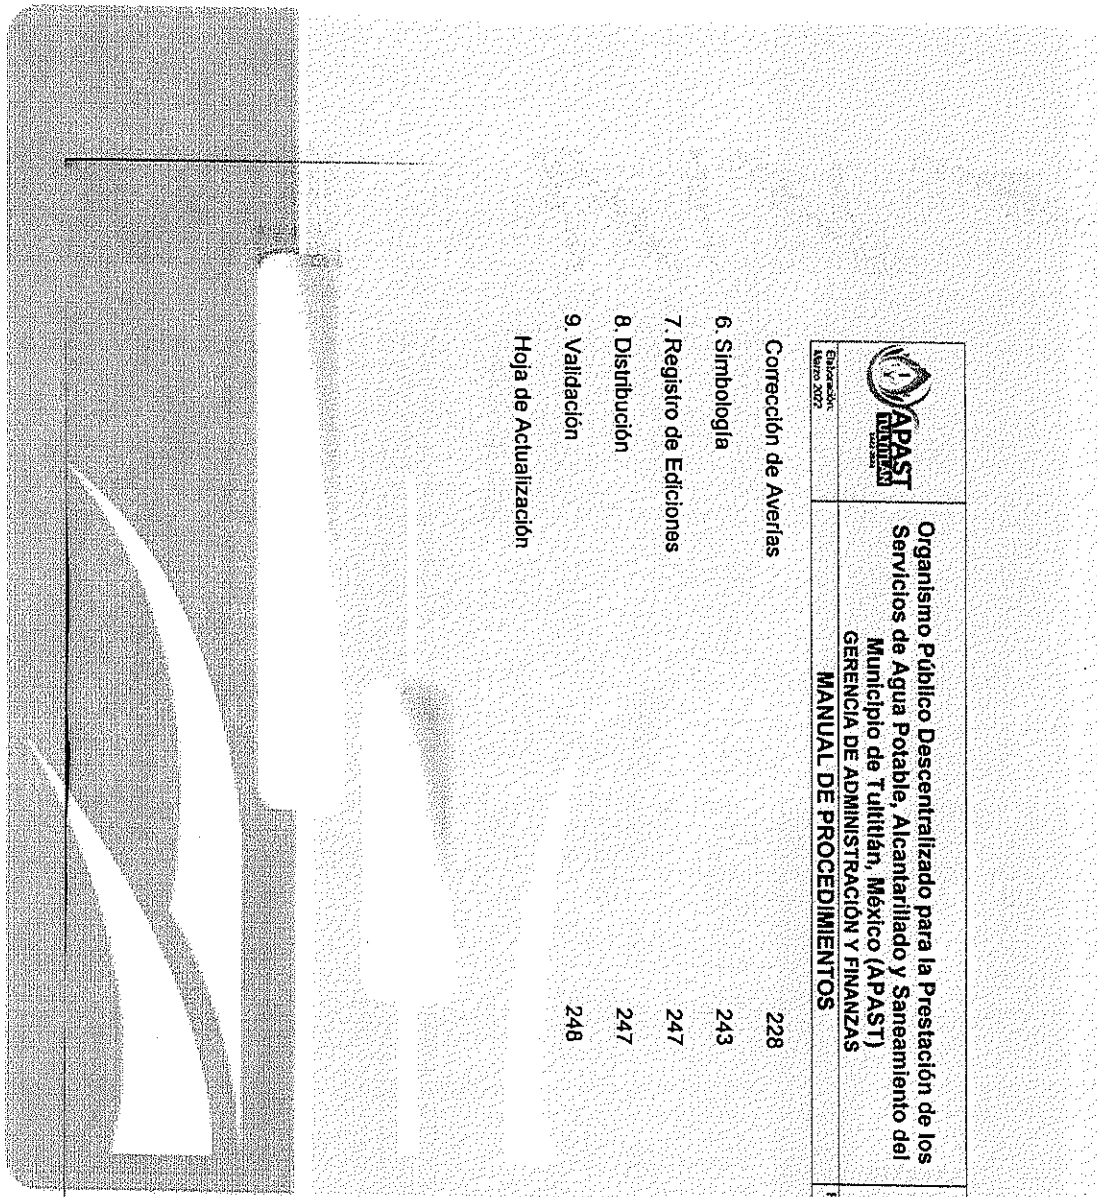 APAST
TULTITLÁN
Elaboración:
Marzo 2022
Organismo Público Descentralizado para la Prestación de los
Servicios de Agua Potable, Alcantarillado y Saneamiento del
Municipio de Tultitlán, México (APAST)
GERENCIA DE ADMINISTRACIÓN Y FINANZAS
MANUAL DE PROCEDIMIENTOS
Corrección de Averías 228
6. Simbología 243
7. Registro de Ediciones 247
8. Distribución 247
9. Validación 248
Hoja de Actualización